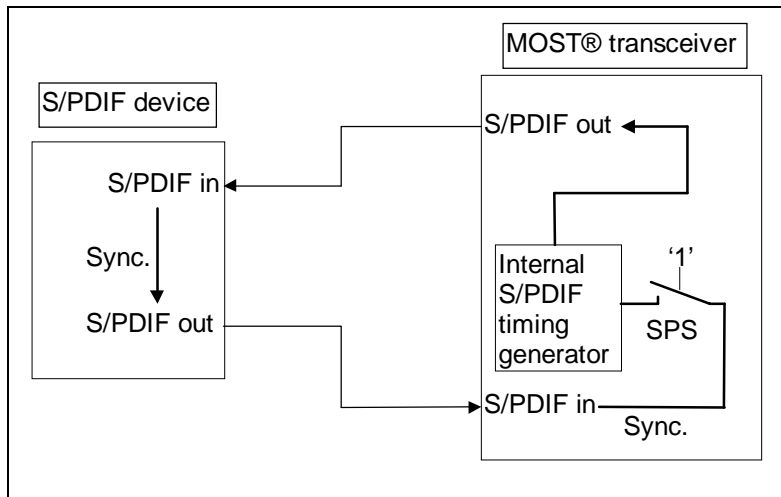 MOST® transceiver
S/PDIF device
S/PDIF out
S/PDIF in
Sync.
S/PDIF out
Internal
S/PDIF
timing
generator
‘1’
SPS
S/PDIF in
Sync.